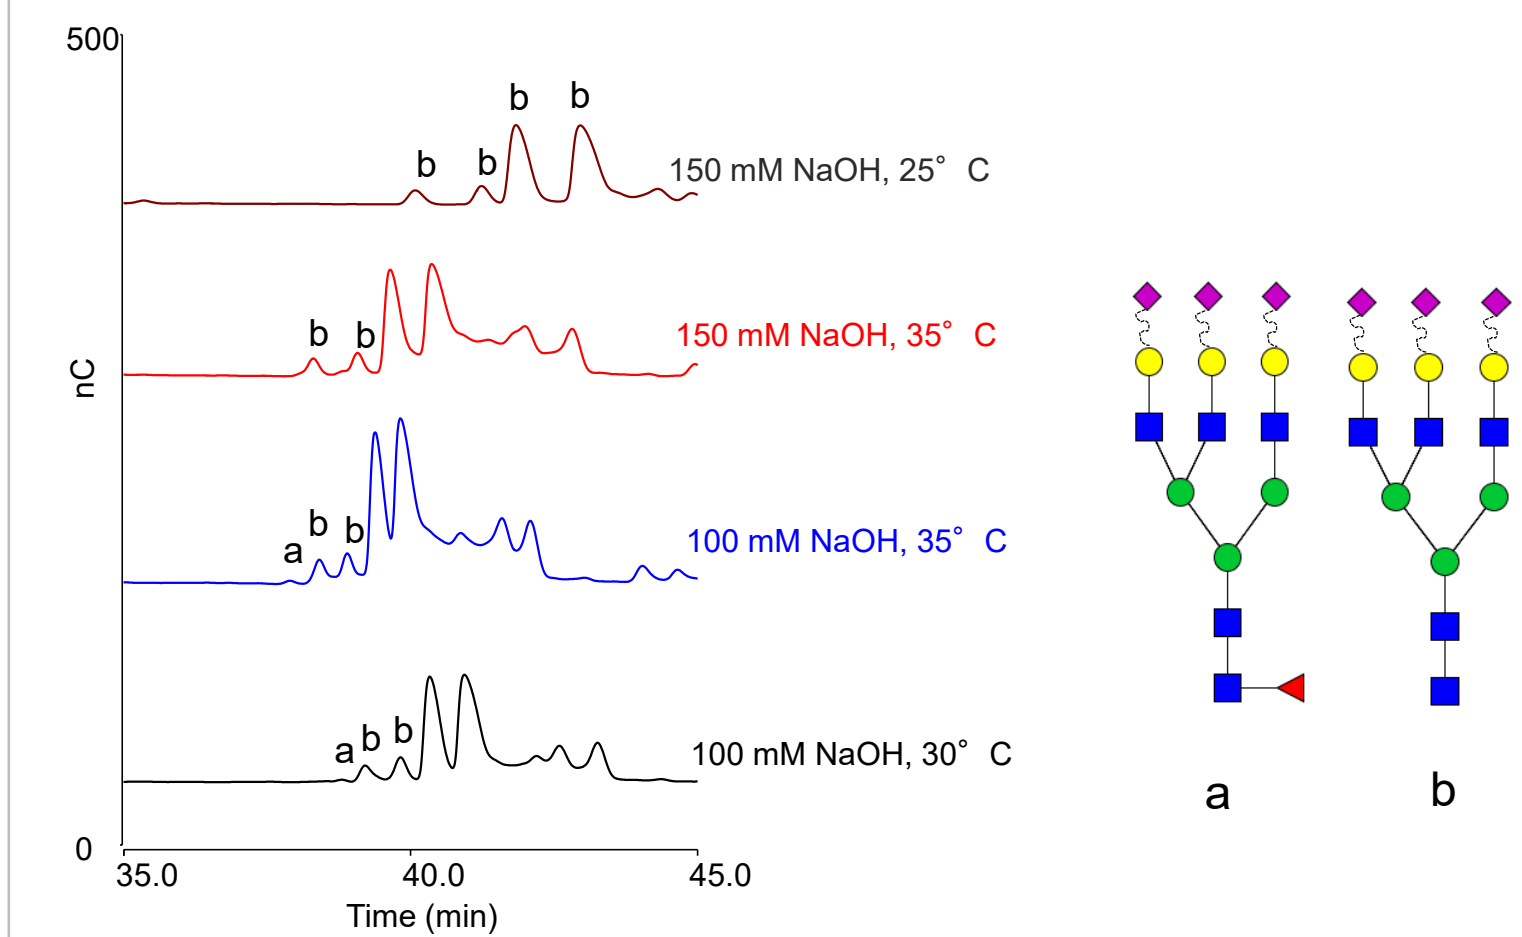 500
b b b b
150 mM NaOH, 25° C
b b
150 mM NaOH, 35° C
nC
a b b
100 mM NaOH, 35° C
a b b
100 mM NaOH, 30° C
a b
0
35.0 40.0 45.0
Time (min)